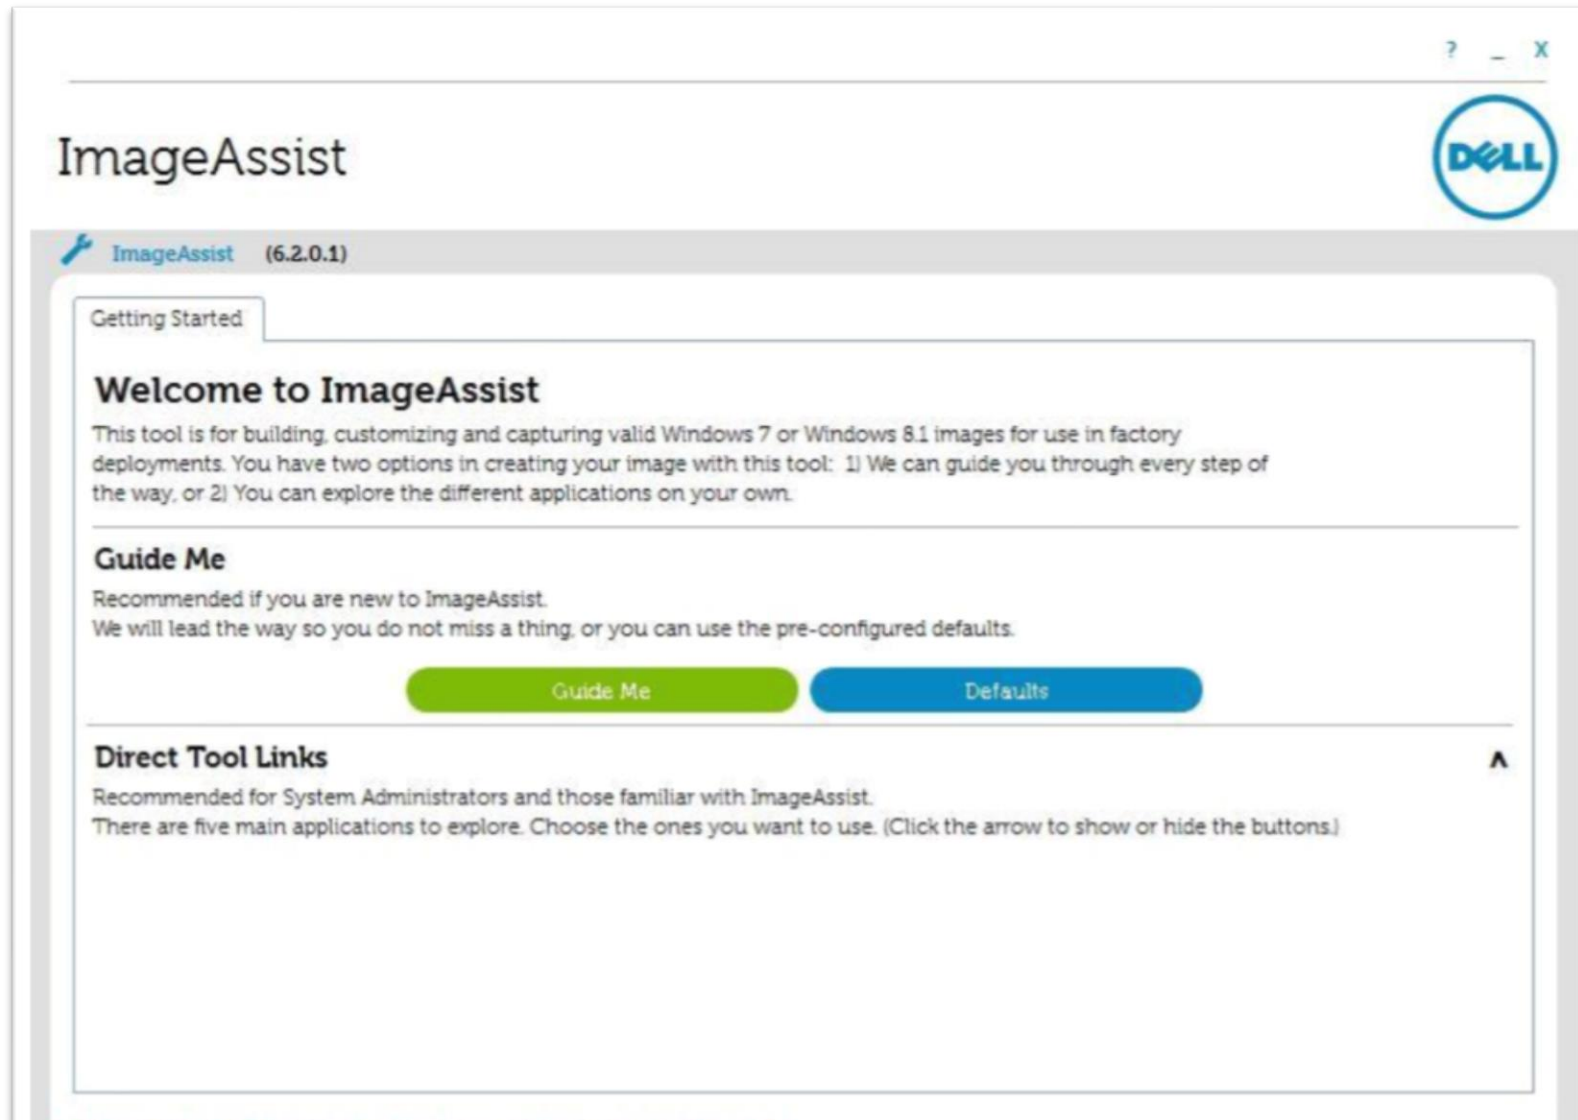 ? _ X
ImageAssist
DELL
ImageAssist (6.2.0.1)
Getting Started
Welcome to ImageAssist
This tool is for building, customizing and capturing valid Windows 7 or Windows 8.1 images for use in factory
deployments. You have two options in creating your image with this tool: 1) We can guide you through every step of
the way, or 2) You can explore the different applications on your own.
Guide Me
Recommended if you are new to ImageAssist.
We will lead the way so you do not miss a thing, or you can use the pre-configured defaults.
Guide Me Defaults
Direct Tool Links
Recommended for System Administrators and those familiar with ImageAssist.
There are five main applications to explore. Choose the ones you want to use. (Click the arrow to show or hide the buttons.)